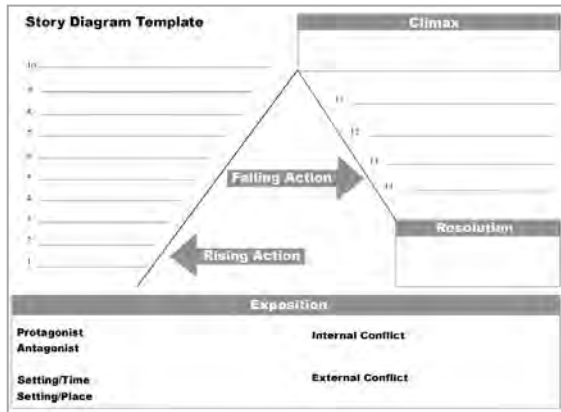 Story Diagram Template
Climax
10
9
8
7
6
5
4
3
2
1
11
12
13
14
Falling Action
Rising Action
Resolution
Exposition
Protagonist
Antagonist
Setting/Time
Setting/Place
Internal Conflict
External Conflict